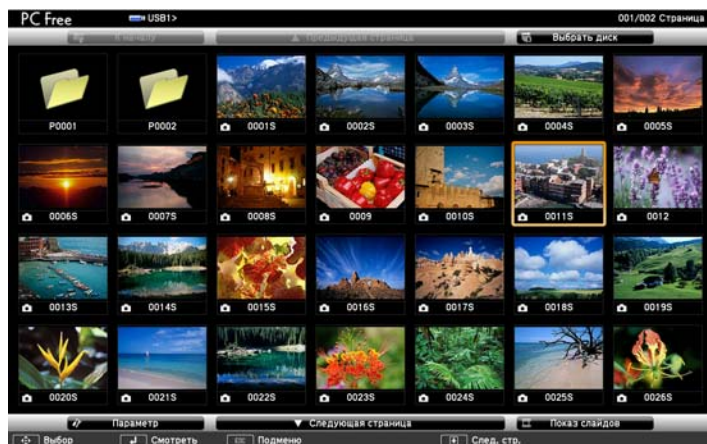 PC Free USB1> 001/002 Страница
К началу ▲ Предыдущая страница Выбрать диск
P0001 P0002 0001S 0002S 0003S 0004S 0005S
0006S 0007S 0008S 0009 0010S 0011S 0012
0013S 0014S 0015S 0016S 0017S 0018S 0019S
0020S 0021S 0022S 0023S 0024S 0025S 0026S
Параметр ▼ Следующая страница Показ слайдов
Выбор Смотреть ESC Подменю След. стр.